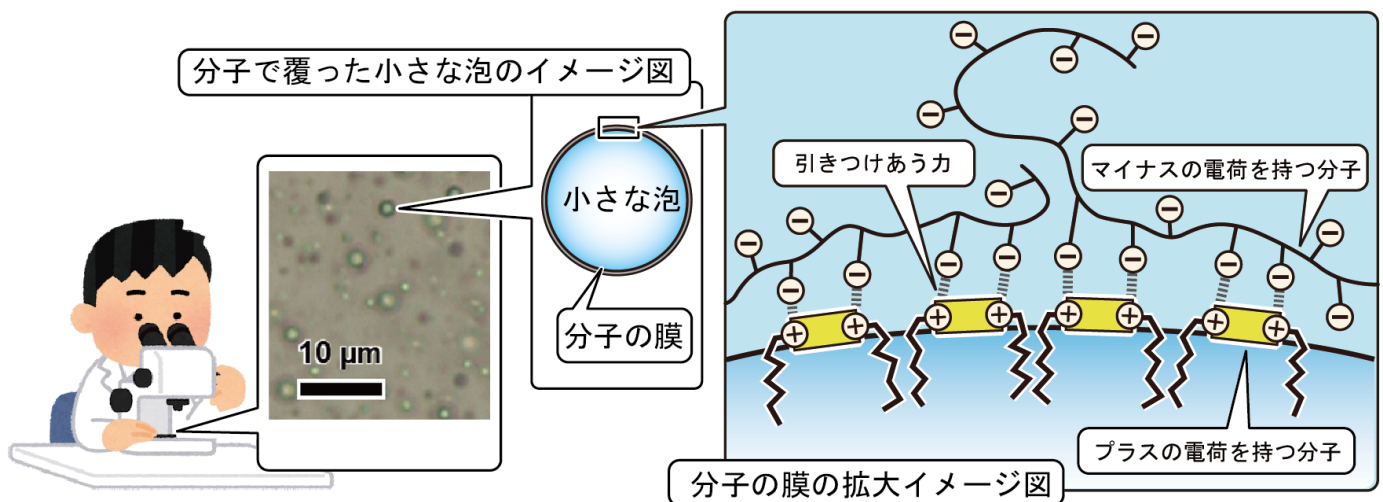 分子で覆った小さな泡のイメージ図
小さな泡
分子の膜
10 μm
引きつけあう力
マイナスの電荷を持つ分子
− − − − − − − − − − − − − − − − − − −
+ + + + + + + +
プラスの電荷を持つ分子
分子の膜の拡大イメージ図